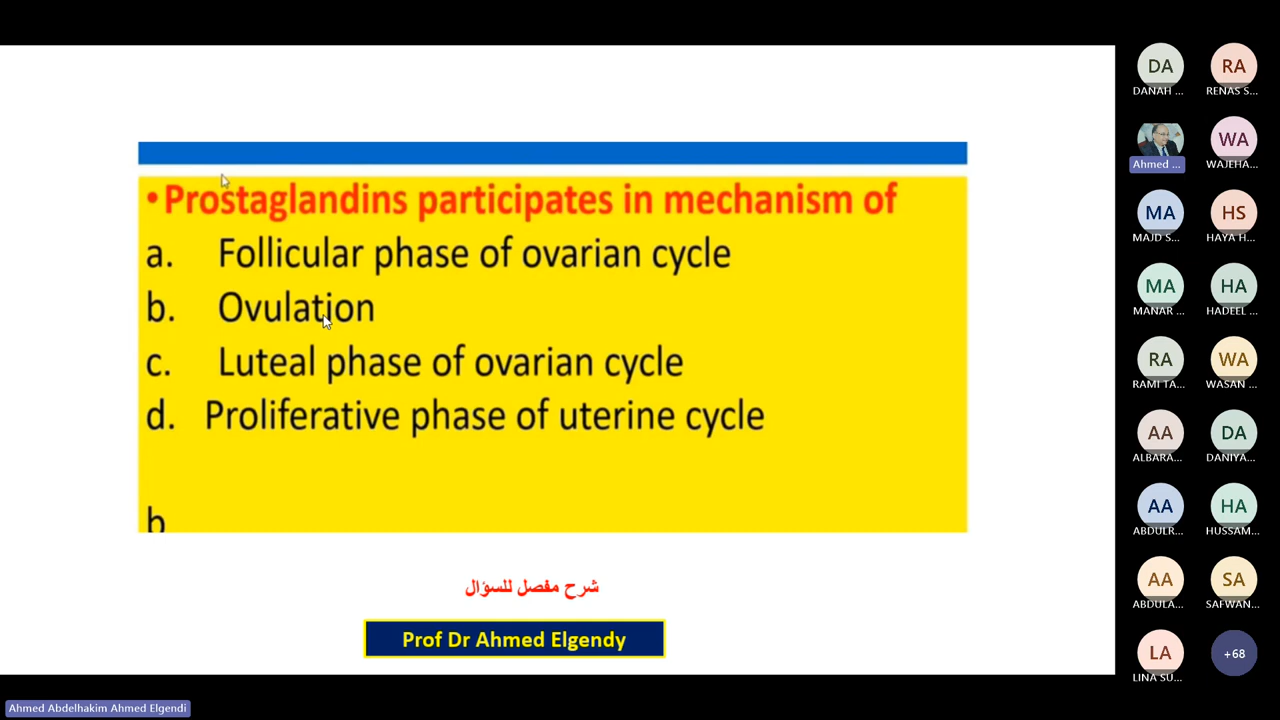 •Prostaglandins participates in mechanism of
a. Follicular phase of ovarian cycle
b. Ovulation
c. Luteal phase of ovarian cycle
d. Proliferative phase of uterine cycle
b
شرح مفصل للسؤال
Prof Dr Ahmed Elgendy
Ahmed Abdelhakim Ahmed Elgendi
DA RA
DANAH ... RENAS S...
WA
Ahmed ... WAJEHA...
MA HS
MAJD S... HAYA H...
MA HA
MANAR ... HADEEL ...
RA WA
RAMI TA... WASAN ...
AA DA
ALBARA... DANIYA...
AA HA
ABDULR... HUSSAM...
AA SA
ABDULA... SAFWAN...
LA +68
LINA SU...